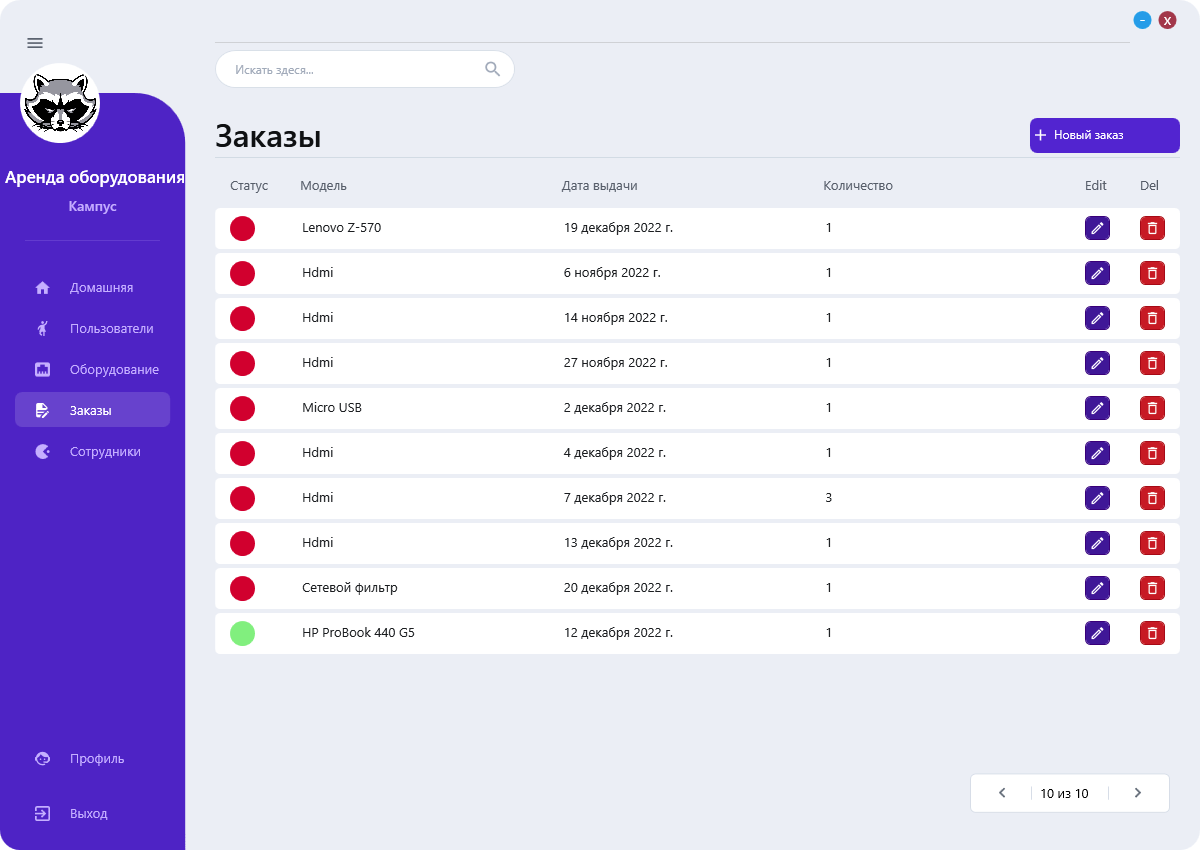 – X
Искать здеся...
Заказы
Новый заказ
Аренда оборудования
Кампус
Домашняя
Пользователи
Оборудование
Заказы
Сотрудники
Профиль
Выход
Статус Модель Дата выдачи Количество Edit Del
Lenovo Z-570 19 декабря 2022 г. 1
Hdmi 6 ноября 2022 г. 1
Hdmi 14 ноября 2022 г. 1
Hdmi 27 ноября 2022 г. 1
Micro USB 2 декабря 2022 г. 1
Hdmi 4 декабря 2022 г. 1
Hdmi 7 декабря 2022 г. 3
Hdmi 13 декабря 2022 г. 1
Сетевой фильтр 20 декабря 2022 г. 1
HP ProBook 440 G5 12 декабря 2022 г. 1
10 из 10